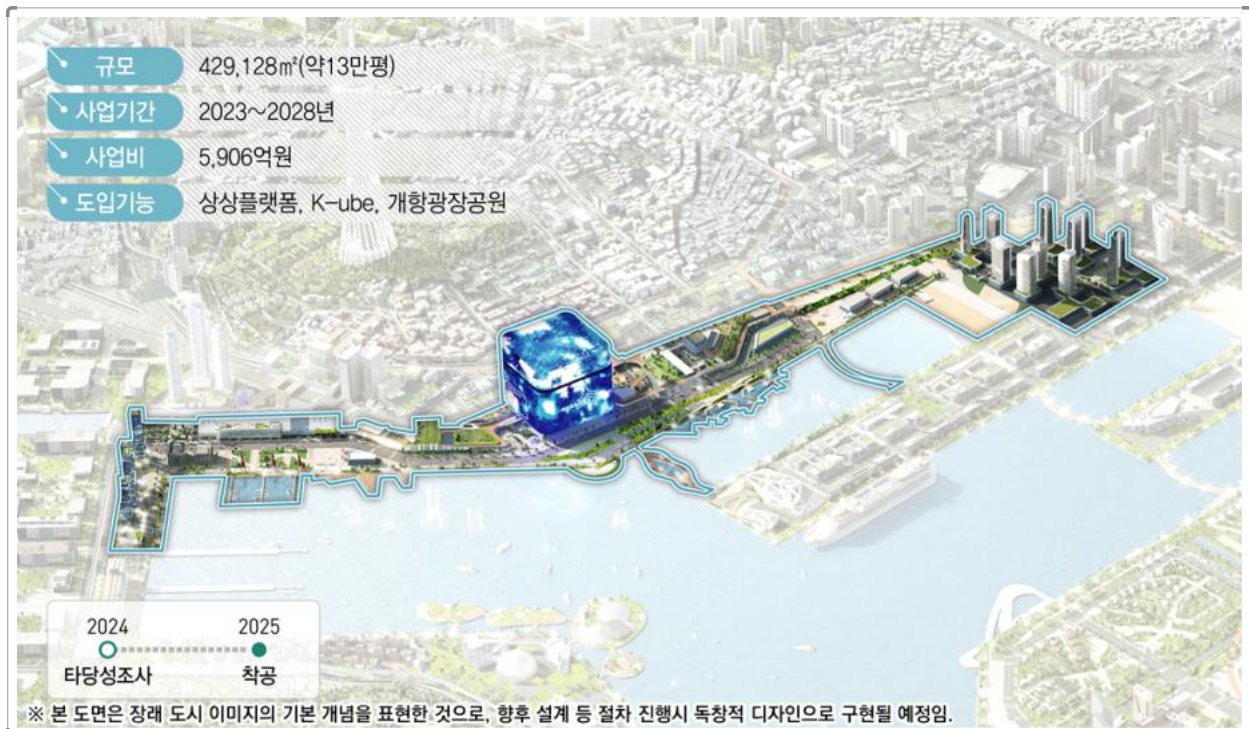 규모 429,128㎡(약13만평)
사업기간 2023~2028년
사업비 5,906억원
도입기능 상상플랫폼, K-ube, 개항광장공원
2024 2025
타당성조사 착공
※ 본 도면은 장래 도시 이미지의 기본 개념을 표현한 것으로, 향후 설계 등 절차 진행시 독창적 디자인으로 구현될 예정임.